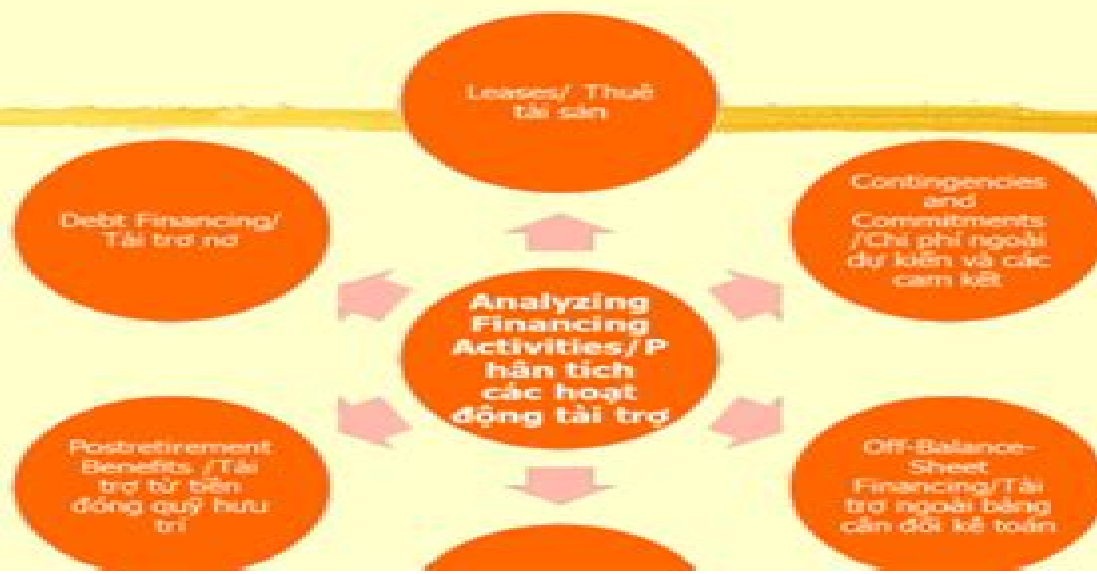 Leases/ Thuê
tài sản
Debt Financing/
Tài trợ nợ
Contingencies
and
Commitments
/Chi phí ngoài
dự kiến và các
cam kết
Analyzing
Financing
Activities/P
hân tích
các hoạt
động tài trợ
Postretirement
Benefits /Tài
trợ từ tiền
đóng quỹ hưu
trí
Off-Balance-
Sheet
Financing/Tài
trợ ngoài bảng
cân đối kế toán